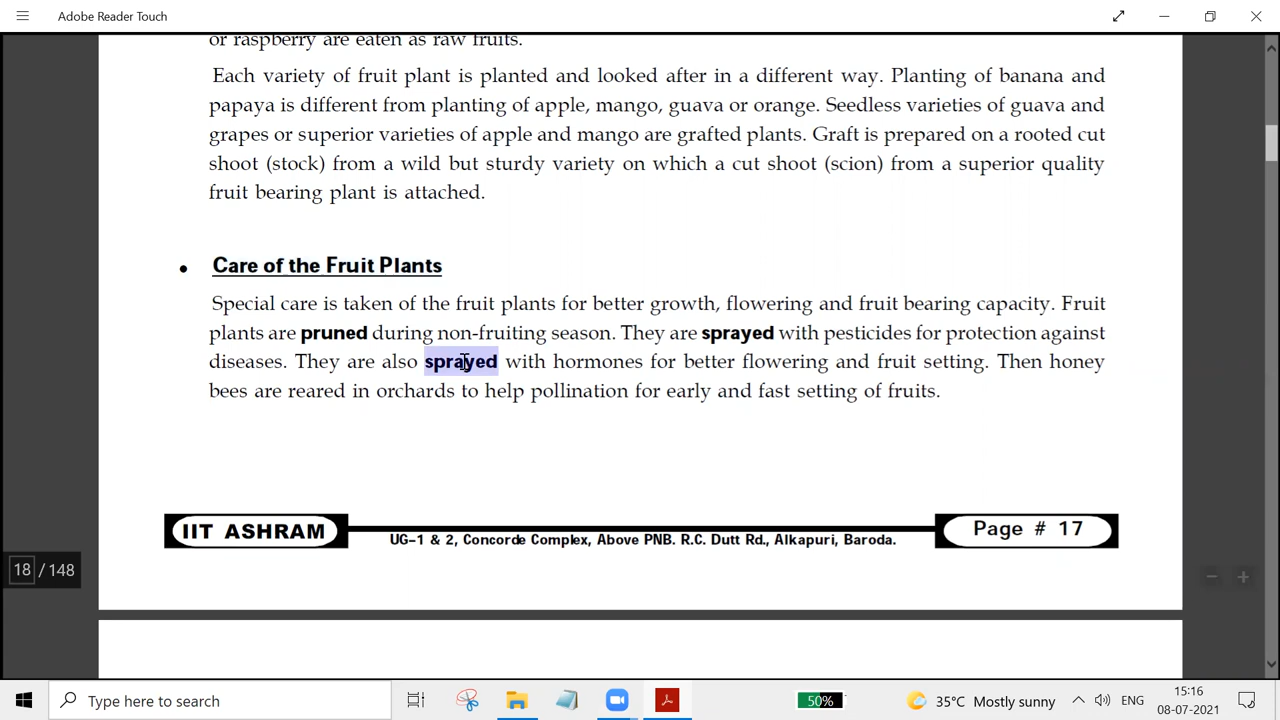 Adobe Reader Touch
or raspberry are eaten as raw fruits.
Each variety of fruit plant is planted and looked after in a different way. Planting of banana and
papaya is different from planting of apple, mango, guava or orange. Seedless varieties of guava and
grapes or superior varieties of apple and mango are grafted plants. Graft is prepared on a rooted cut
shoot (stock) from a wild but sturdy variety on which a cut shoot (scion) from a superior quality
fruit bearing plant is attached.
• Care of the Fruit Plants
Special care is taken of the fruit plants for better growth, flowering and fruit bearing capacity. Fruit
plants are pruned during non-fruiting season. They are sprayed with pesticides for protection against
diseases. They are also sprayed with hormones for better flowering and fruit setting. Then honey
bees are reared in orchards to help pollination for early and fast setting of fruits.
IIT ASHRAM
UG-1 & 2, Concorde Complex, Above PNB. R.C. Dutt Rd., Alkapuri, Baroda.
Page # 17
18 / 148
Type here to search
50%
35°C Mostly sunny
ENG
15:16
08-07-2021